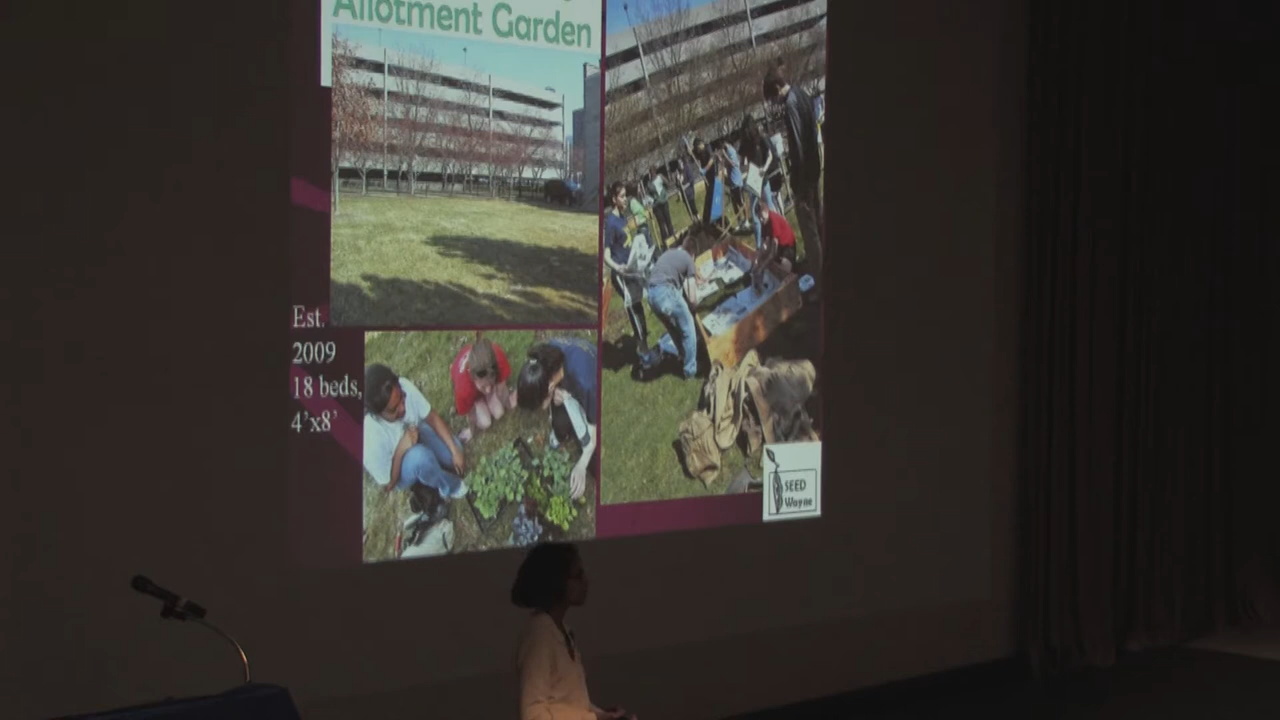 Allotment Garden
Est.
2009
18 beds,
4'x8'
SEED
Wayne